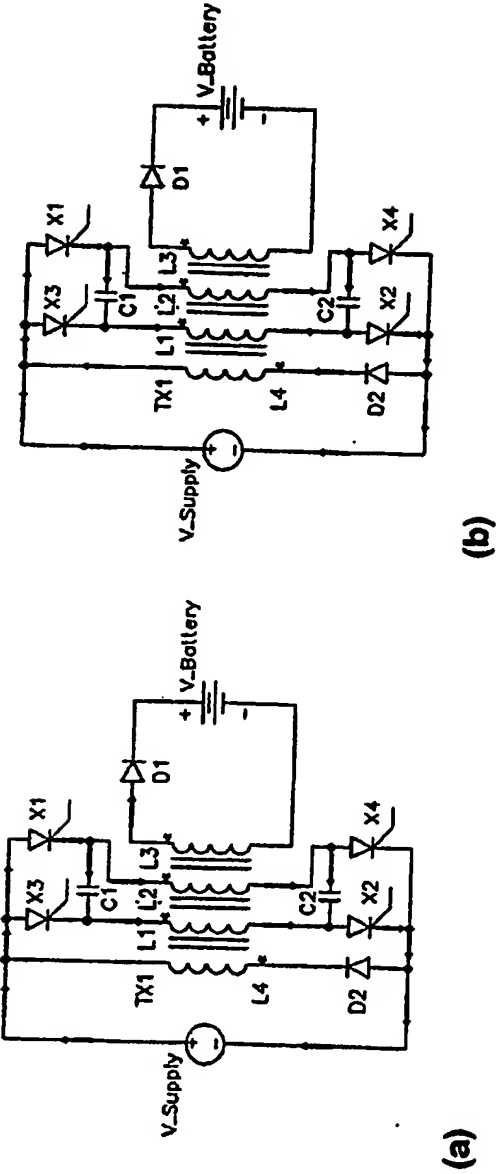 V_Battery
+
-
D1
X1
X3
C1
L3
L2
L1
TX1
L4
C2
X4
X2
D2
V_Supply
+
-
(b)
V_Battery
+
-
D1
X1
X3
C1
L3
L2
L1
TX1
L4
C2
X4
X2
D2
V_Supply
+
-
(a)